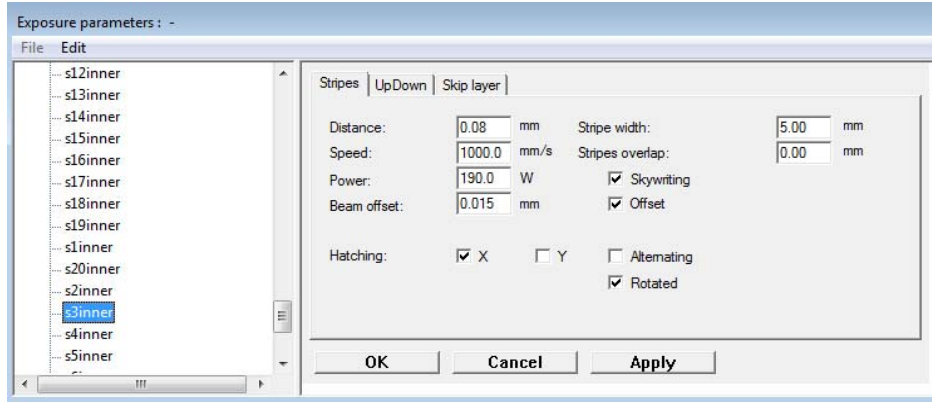 Exposure parameters : -
File Edit
s12inner
s13inner
s14inner
s15inner
s16inner
s17inner
s18inner
s19inner
s1inner
s20inner
s2inner
s3inner
s4inner
s5inner
Stripes UpDown Skip layer
Distance: 0.08 mm Stripe width: 5.00 mm
Speed: 1000.0 mm/s Stripes overlap: 0.00 mm
Power: 190.0 W Skywriting
Beam offset: 0.015 mm Offset
Hatching: X Y Alternating
Rotated
OK Cancel Apply